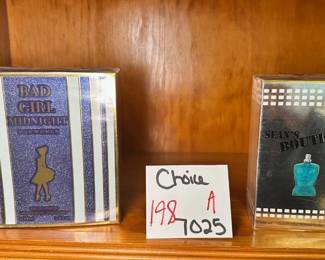 BAD
GIRL
MIDNIGHT
SEAN'S
BOUTI
Choice
198 A
7025